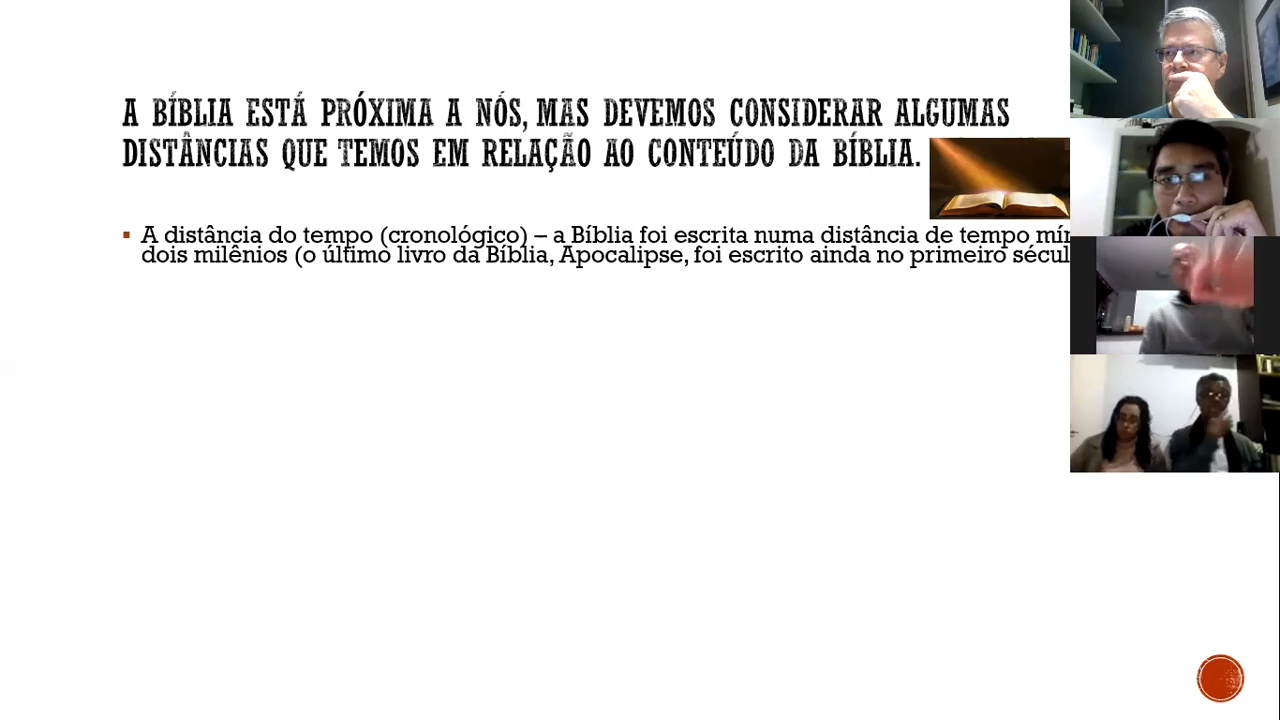 A BÍBLIA ESTÁ PRÓXIMA A NÓS, MAS DEVEMOS CONSIDERAR ALGUMAS
DISTÂNCIAS QUE TEMOS EM RELAÇÃO AO CONTEÚDO DA BÍBLIA.
▪ A distância do tempo (cronológico) – a Bíblia foi escrita numa distância de tempo
dois milênios (o último livro da Bíblia, Apocalipse, foi escrito ainda no primeiro